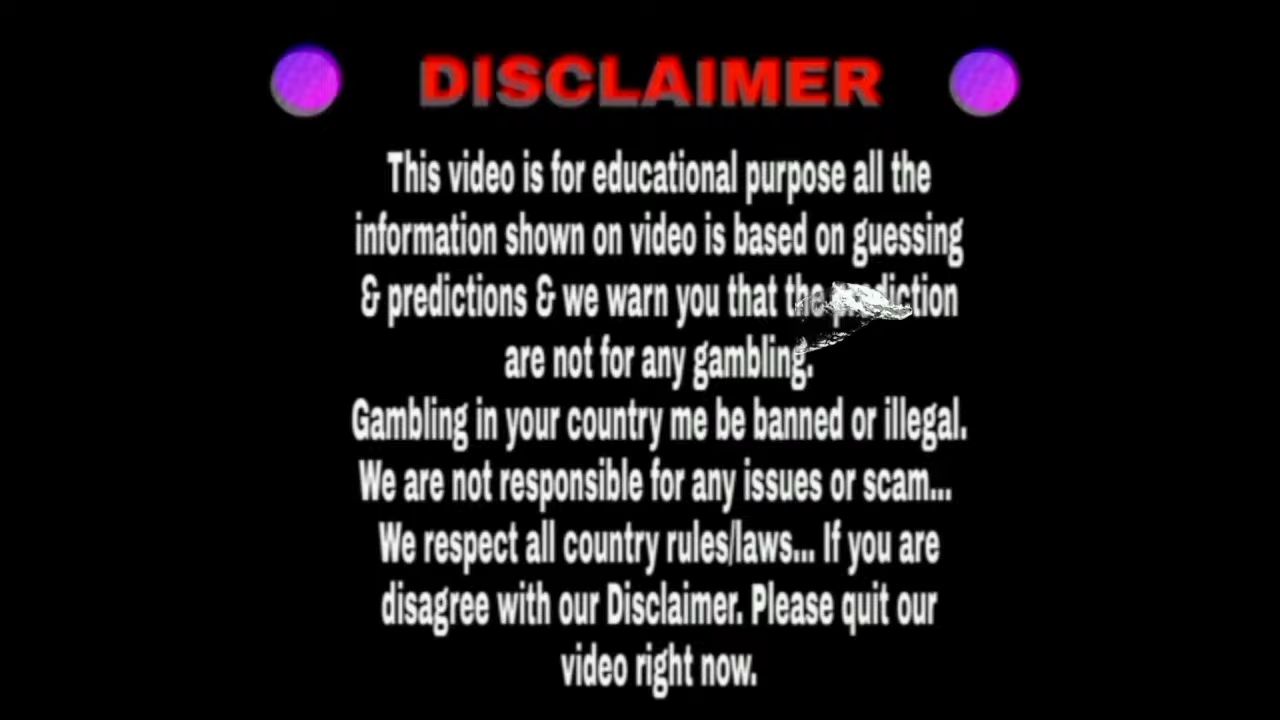 DISCLAIMER
This video is for educational purpose all the
information shown on video is based on guessing
& predictions & we warn you that the prediction
are not for any gambling.
Gambling in your country me be banned or illegal.
We are not responsible for any issues or scam...
We respect all country rules/laws... If you are
disagree with our Disclaimer. Please quit our
video right now.